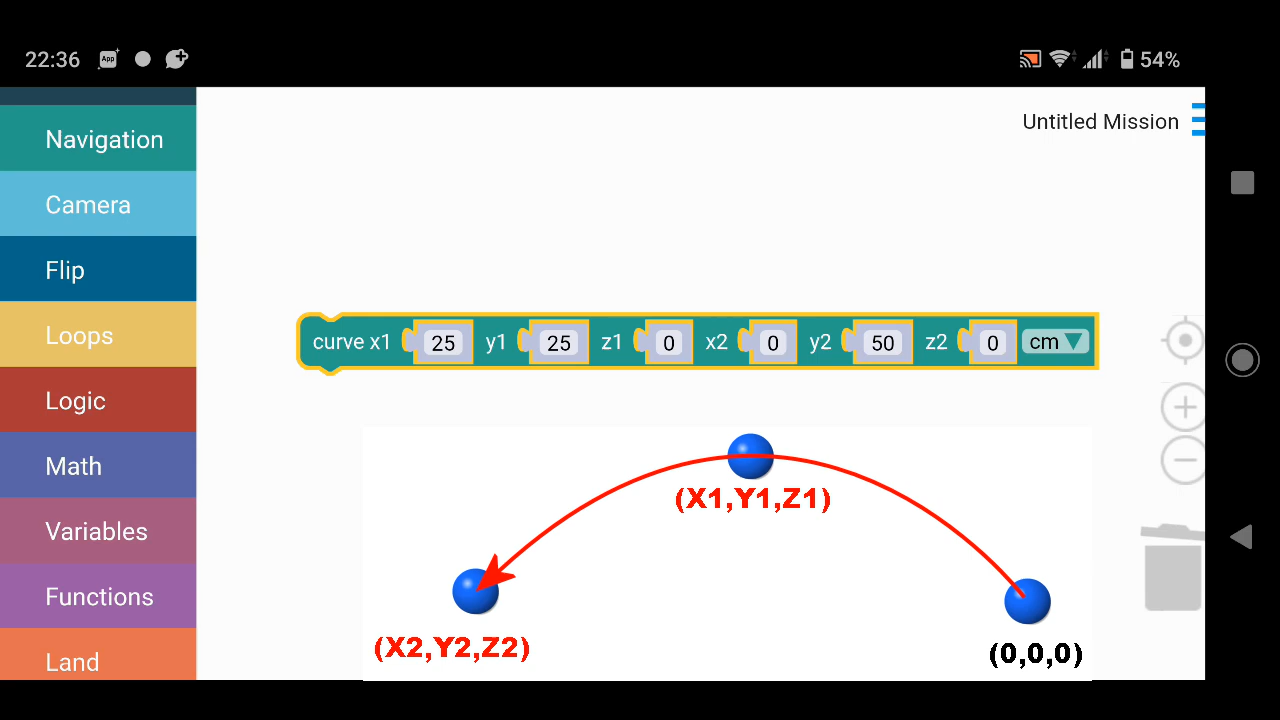 22:36 App 54%
Untitled Mission
Navigation
Camera
Flip
Loops
Logic
Math
Variables
Functions
Land
curve x1 25 y1 25 z1 0 x2 0 y2 50 z2 0 cm
(X1,Y1,Z1)
(X2,Y2,Z2)
(0,0,0)